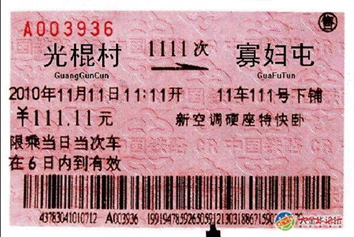 A003936 售
光棍村 1111次 寡妇屯
GuangGunCun GuaFuTun
2010年11月11日11:11开 11车111号下铺
￥111.11元 新空调硬座特快卧
限乘当日当次车
在6日内到有效